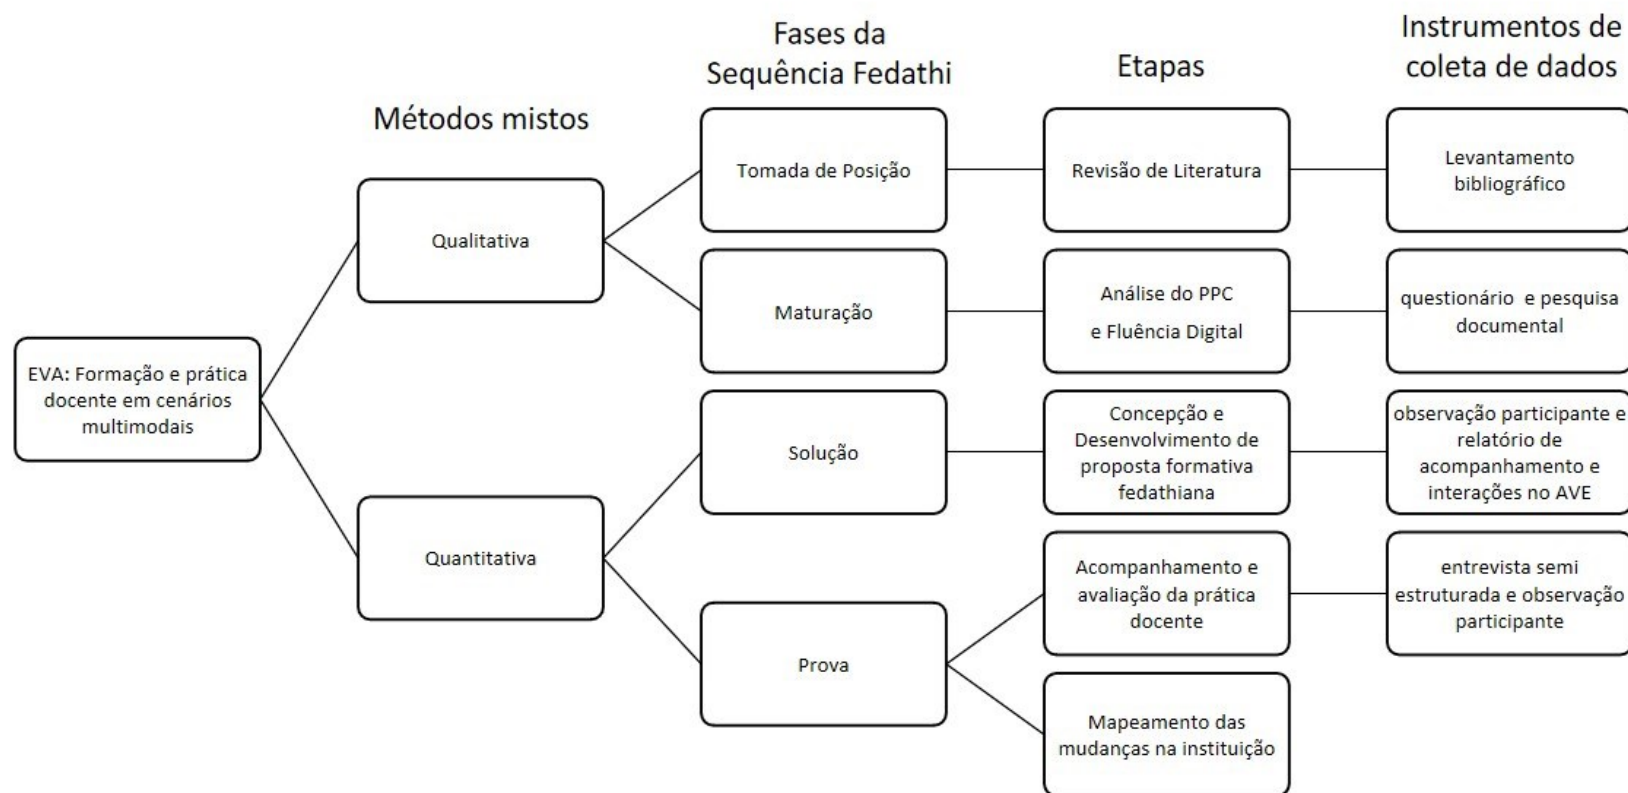 Fases da
Sequência Fedathi
Etapas
Instrumentos de
coleta de dados
Métodos mistos
Tomada de Posição
Revisão de Literatura
Levantamento
bibliográfico
Qualitativa
Maturação
Análise do PPC
e Fluência Digital
questionário e pesquisa
documental
EVA: Formação e prática
docente em cenários
multimodais
Solução
Concepção e
Desenvolvimento de
proposta formativa
fedathiana
observação participante e
relatório de
acompanhamento e
interações no AVE
Quantitativa
Prova
Acompanhamento e
avaliação da prática
docente
entrevista semi
estruturada e observação
participante
Mapeamento das
mudanças na instituição